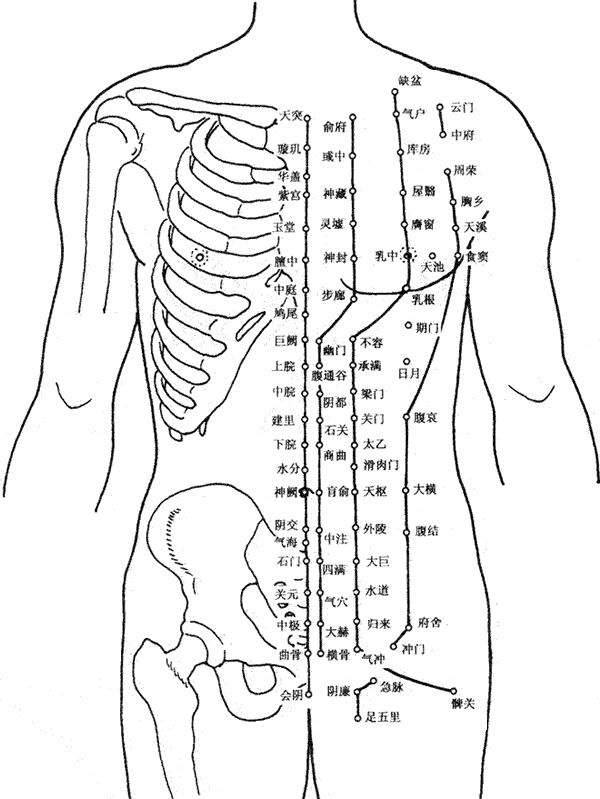 天突
璇玑
华盖
紫宫
玉堂
膻中
中庭
鸠尾
巨阙
上脘
中脘
建里
下脘
水分
神阙
阴交
气海
石门
关元
中极
曲骨
会阴
俞府
彧中
神藏
灵墟
神封
步廊
幽门
腹通谷
阴都
石关
商曲
肓俞
中注
四满
气穴
大赫
横骨
缺盆
气户
库房
屋翳
膺窗
乳中
乳根
不容
承满
梁门
关门
太乙
滑肉门
天枢
外陵
大巨
水道
归来
气冲
云门
中府
周荣
胸乡
天溪
食窦
天池
期门
日月
腹哀
大横
腹结
府舍
冲门
急脉
阴廉
足五里
髀关